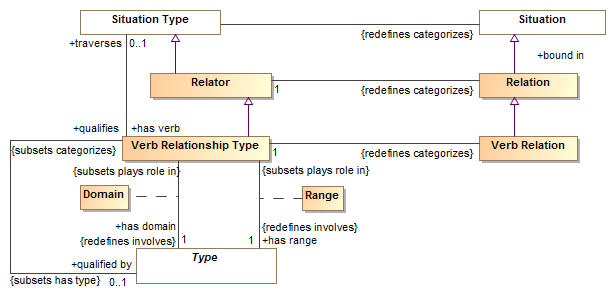 Situation Type
Situation
+traverses
0..1
{redefines categorizes}
+bound in
Relator
Relation
1
{redefines categorizes}
+qualifies
+has verb
{subsets categorizes}
Verb Relationship Type
1
Verb Relation
{redefines categorizes}
{subsets plays role in}
{subsets plays role in}
Domain
Range
+has domain
{redefines involves}
{redefines involves}
1
1
+has range
Type
+qualified by
{subsets has type}
0..1